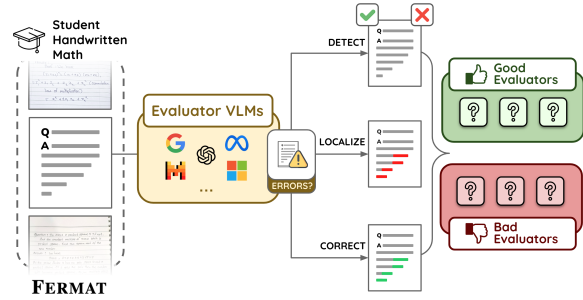 Student
Handwritten
Math
Q
A
FERMAT
Evaluator VLMs
...
ERRORS?
DETECT
Q
A
LOCALIZE
Q
A
CORRECT
Q
A
Good
Evaluators
? ? ?
? ? ?
Bad
Evaluators